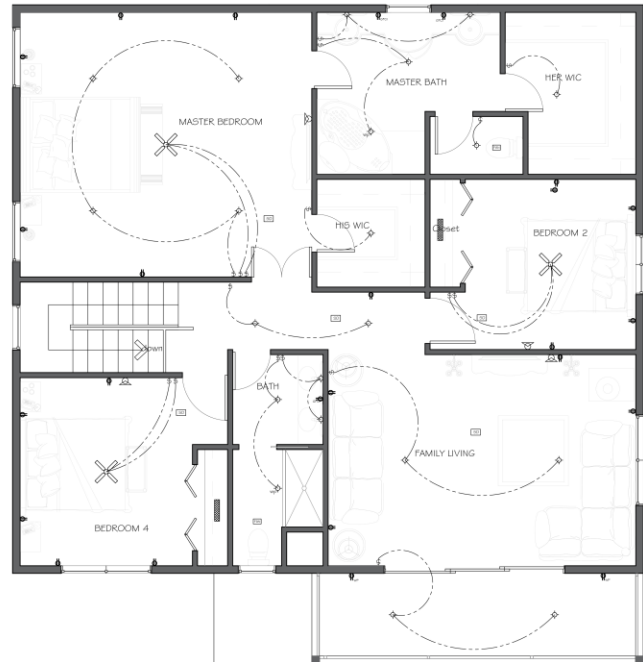 MASTER BATH
HER WIC
MASTER BEDROOM
HIS WIC
Closet
BEDROOM 2
Down
BATH
FAMILY LIVING
BEDROOM 4